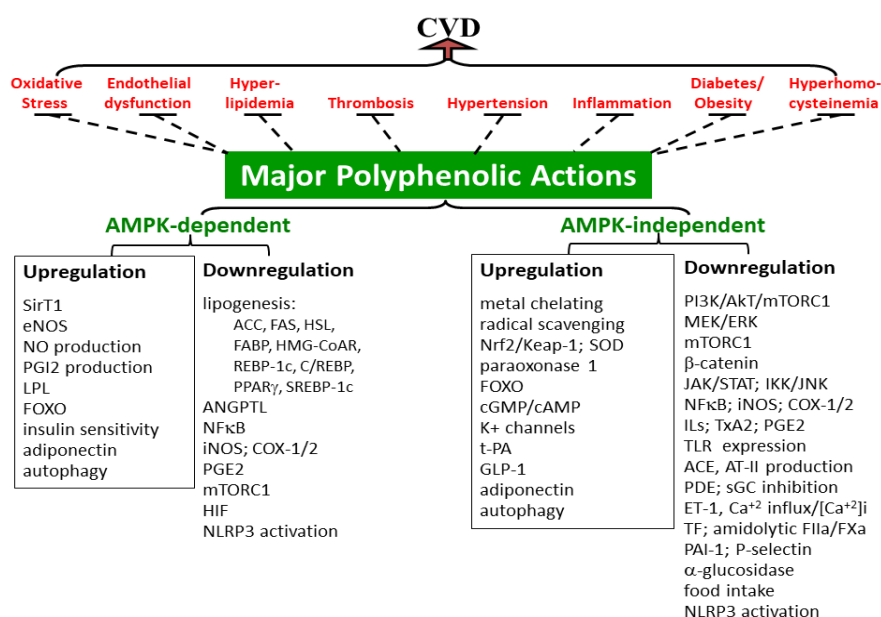 CVD
Oxidative
Stress
Endothelial
dysfunction
Hyper-
lipidemia
Thrombosis
Hypertension
Inflammation
Diabetes/
Obesity
Hyperhomo-
cysteinemia
Major Polyphenolic Actions
AMPK-dependent
Upregulation
SirT1
eNOS
NO production
PGI2 production
LPL
FOXO
insulin sensitivity
adiponectin
autophagy
Downregulation
lipogenesis:
ACC, FAS, HSL,
FABP, HMG-CoAR,
REBP-1c, C/REBP,
PPARγ, SREBP-1c
ANGPTL
NFκB
iNOS; COX-1/2
PGE2
mTORC1
HIF
NLRP3 activation
AMPK-independent
Upregulation
metal chelating
radical scavenging
Nrf2/Keap-1; SOD
paraoxonase 1
FOXO
cGMP/cAMP
K+ channels
t-PA
GLP-1
adiponectin
autophagy
Downregulation
PI3K/AkT/mTORC1
MEK/ERK
mTORC1
β-catenin
JAK/STAT; IKK/JNK
NFκB; iNOS; COX-1/2
ILs; TxA2; PGE2
TLR expression
ACE, AT-II production
PDE; sGC inhibition
ET-1, Ca⁺² influx/[Ca⁺²]i
TF; amidolytic FIIa/FXa
PAI-1; P-selectin
α-glucosidase
food intake
NLRP3 activation